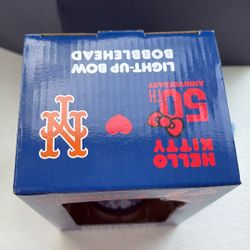 LIGHT-UP BOW
BOBBLEHEAD
NY
HELLO
KITTY
50TH
ANNIVERSARY